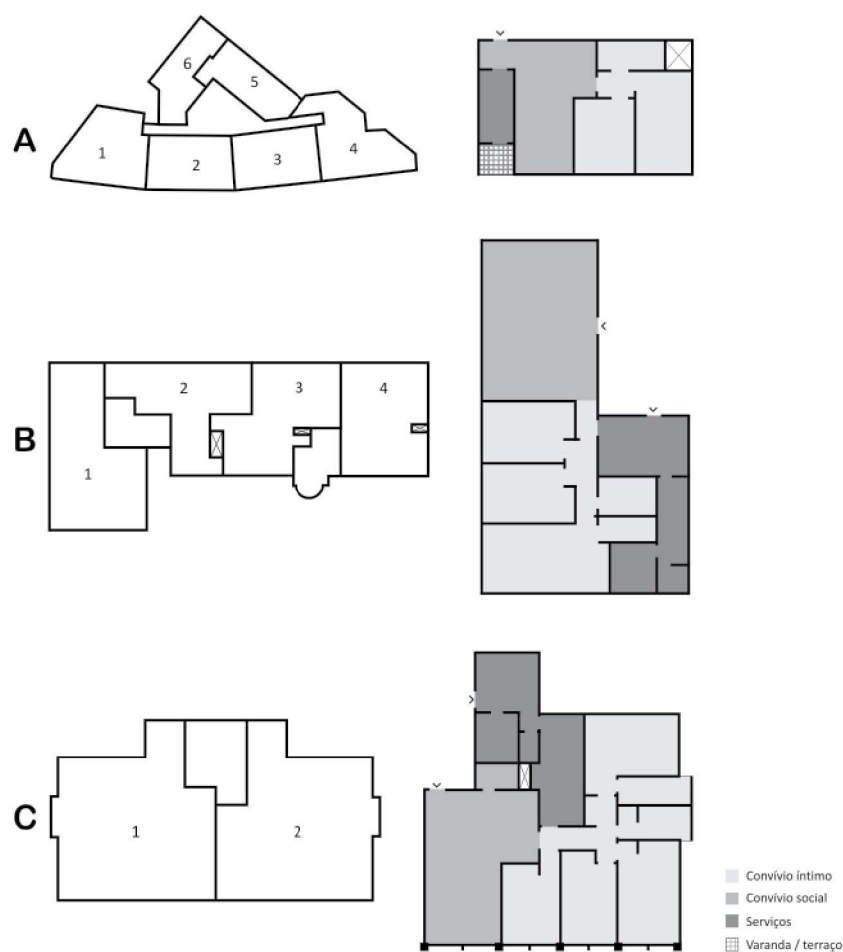 A
1
2
3
4
5
6
B
1
2
3
4
C
1
2
Convívio íntimo
Convívio social
Serviços
Varanda / terraço